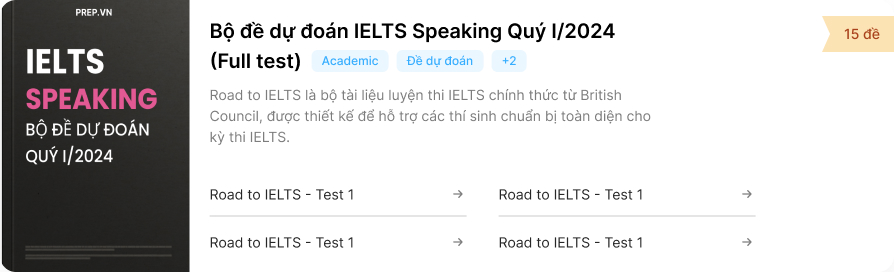 PREP.VN
IELTS
SPEAKING
BỘ ĐỀ DỰ ĐOÁN
QUÝ I/2024
Bộ đề dự đoán IELTS Speaking Quý I/2024
(Full test) Academic Đề dự đoán +2
15 đề
Road to IELTS là bộ tài liệu luyện thi IELTS chính thức từ British
Council, được thiết kế để hỗ trợ các thí sinh chuẩn bị toàn diện cho
kỳ thi IELTS.
Road to IELTS - Test 1 → Road to IELTS - Test 1 →
Road to IELTS - Test 1 → Road to IELTS - Test 1 →